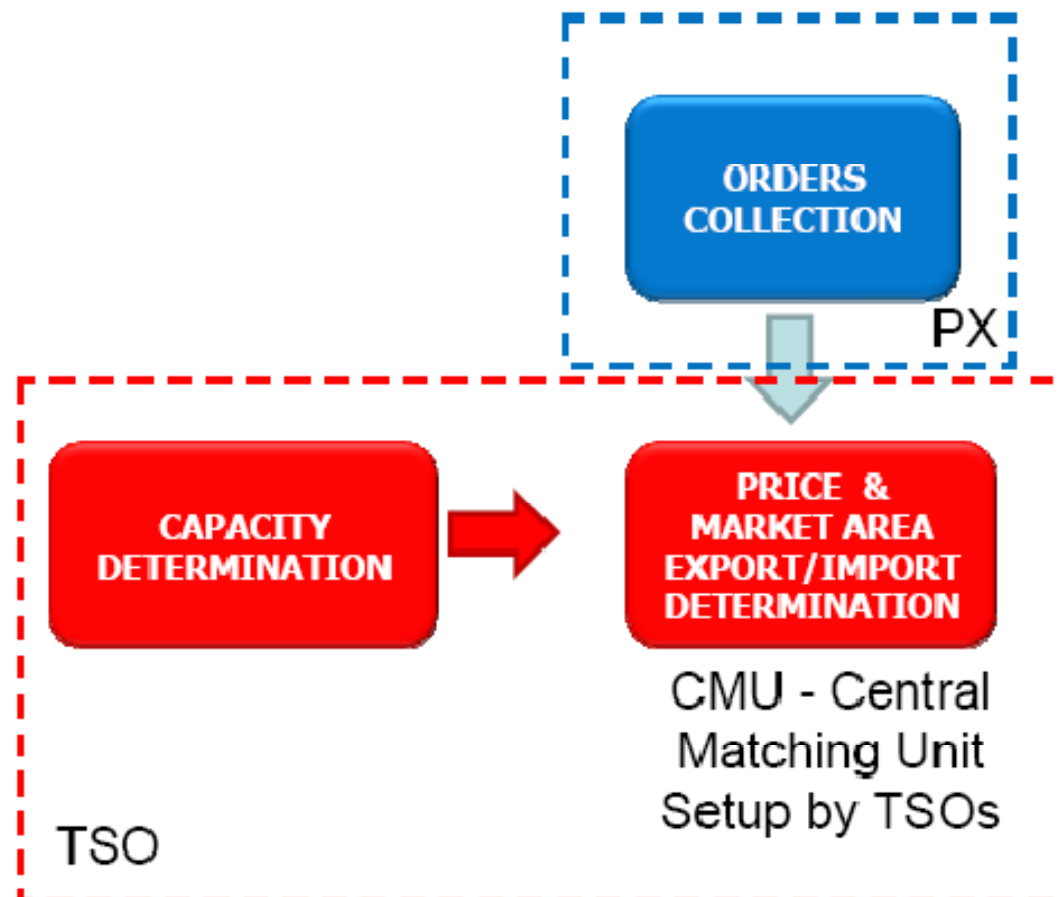 ORDERS
COLLECTION
PX
CAPACITY
DETERMINATION
PRICE &
MARKET AREA
EXPORT/IMPORT
DETERMINATION
CMU - Central
Matching Unit
Setup by TSOs
TSO